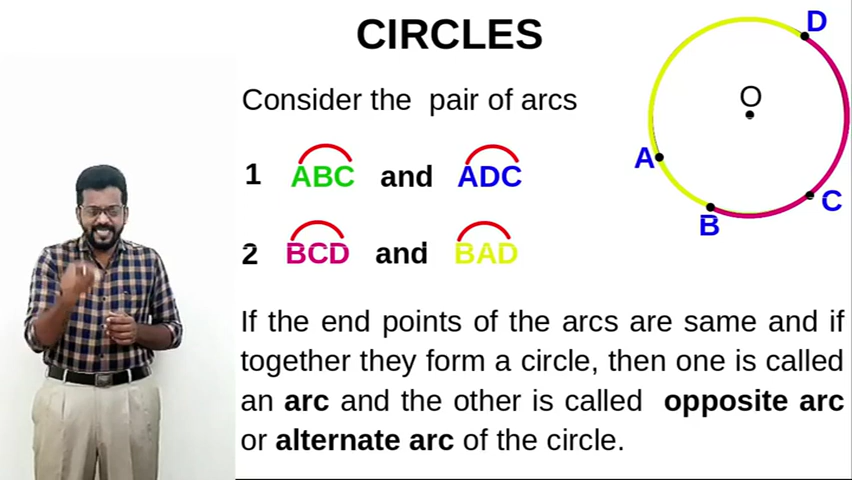 CIRCLES
Consider the pair of arcs
1 ABC and ADC
2 BCD and BAD
If the end points of the arcs are same and if
together they form a circle, then one is called
an arc and the other is called opposite arc
or alternate arc of the circle.
D
O
A
C
B